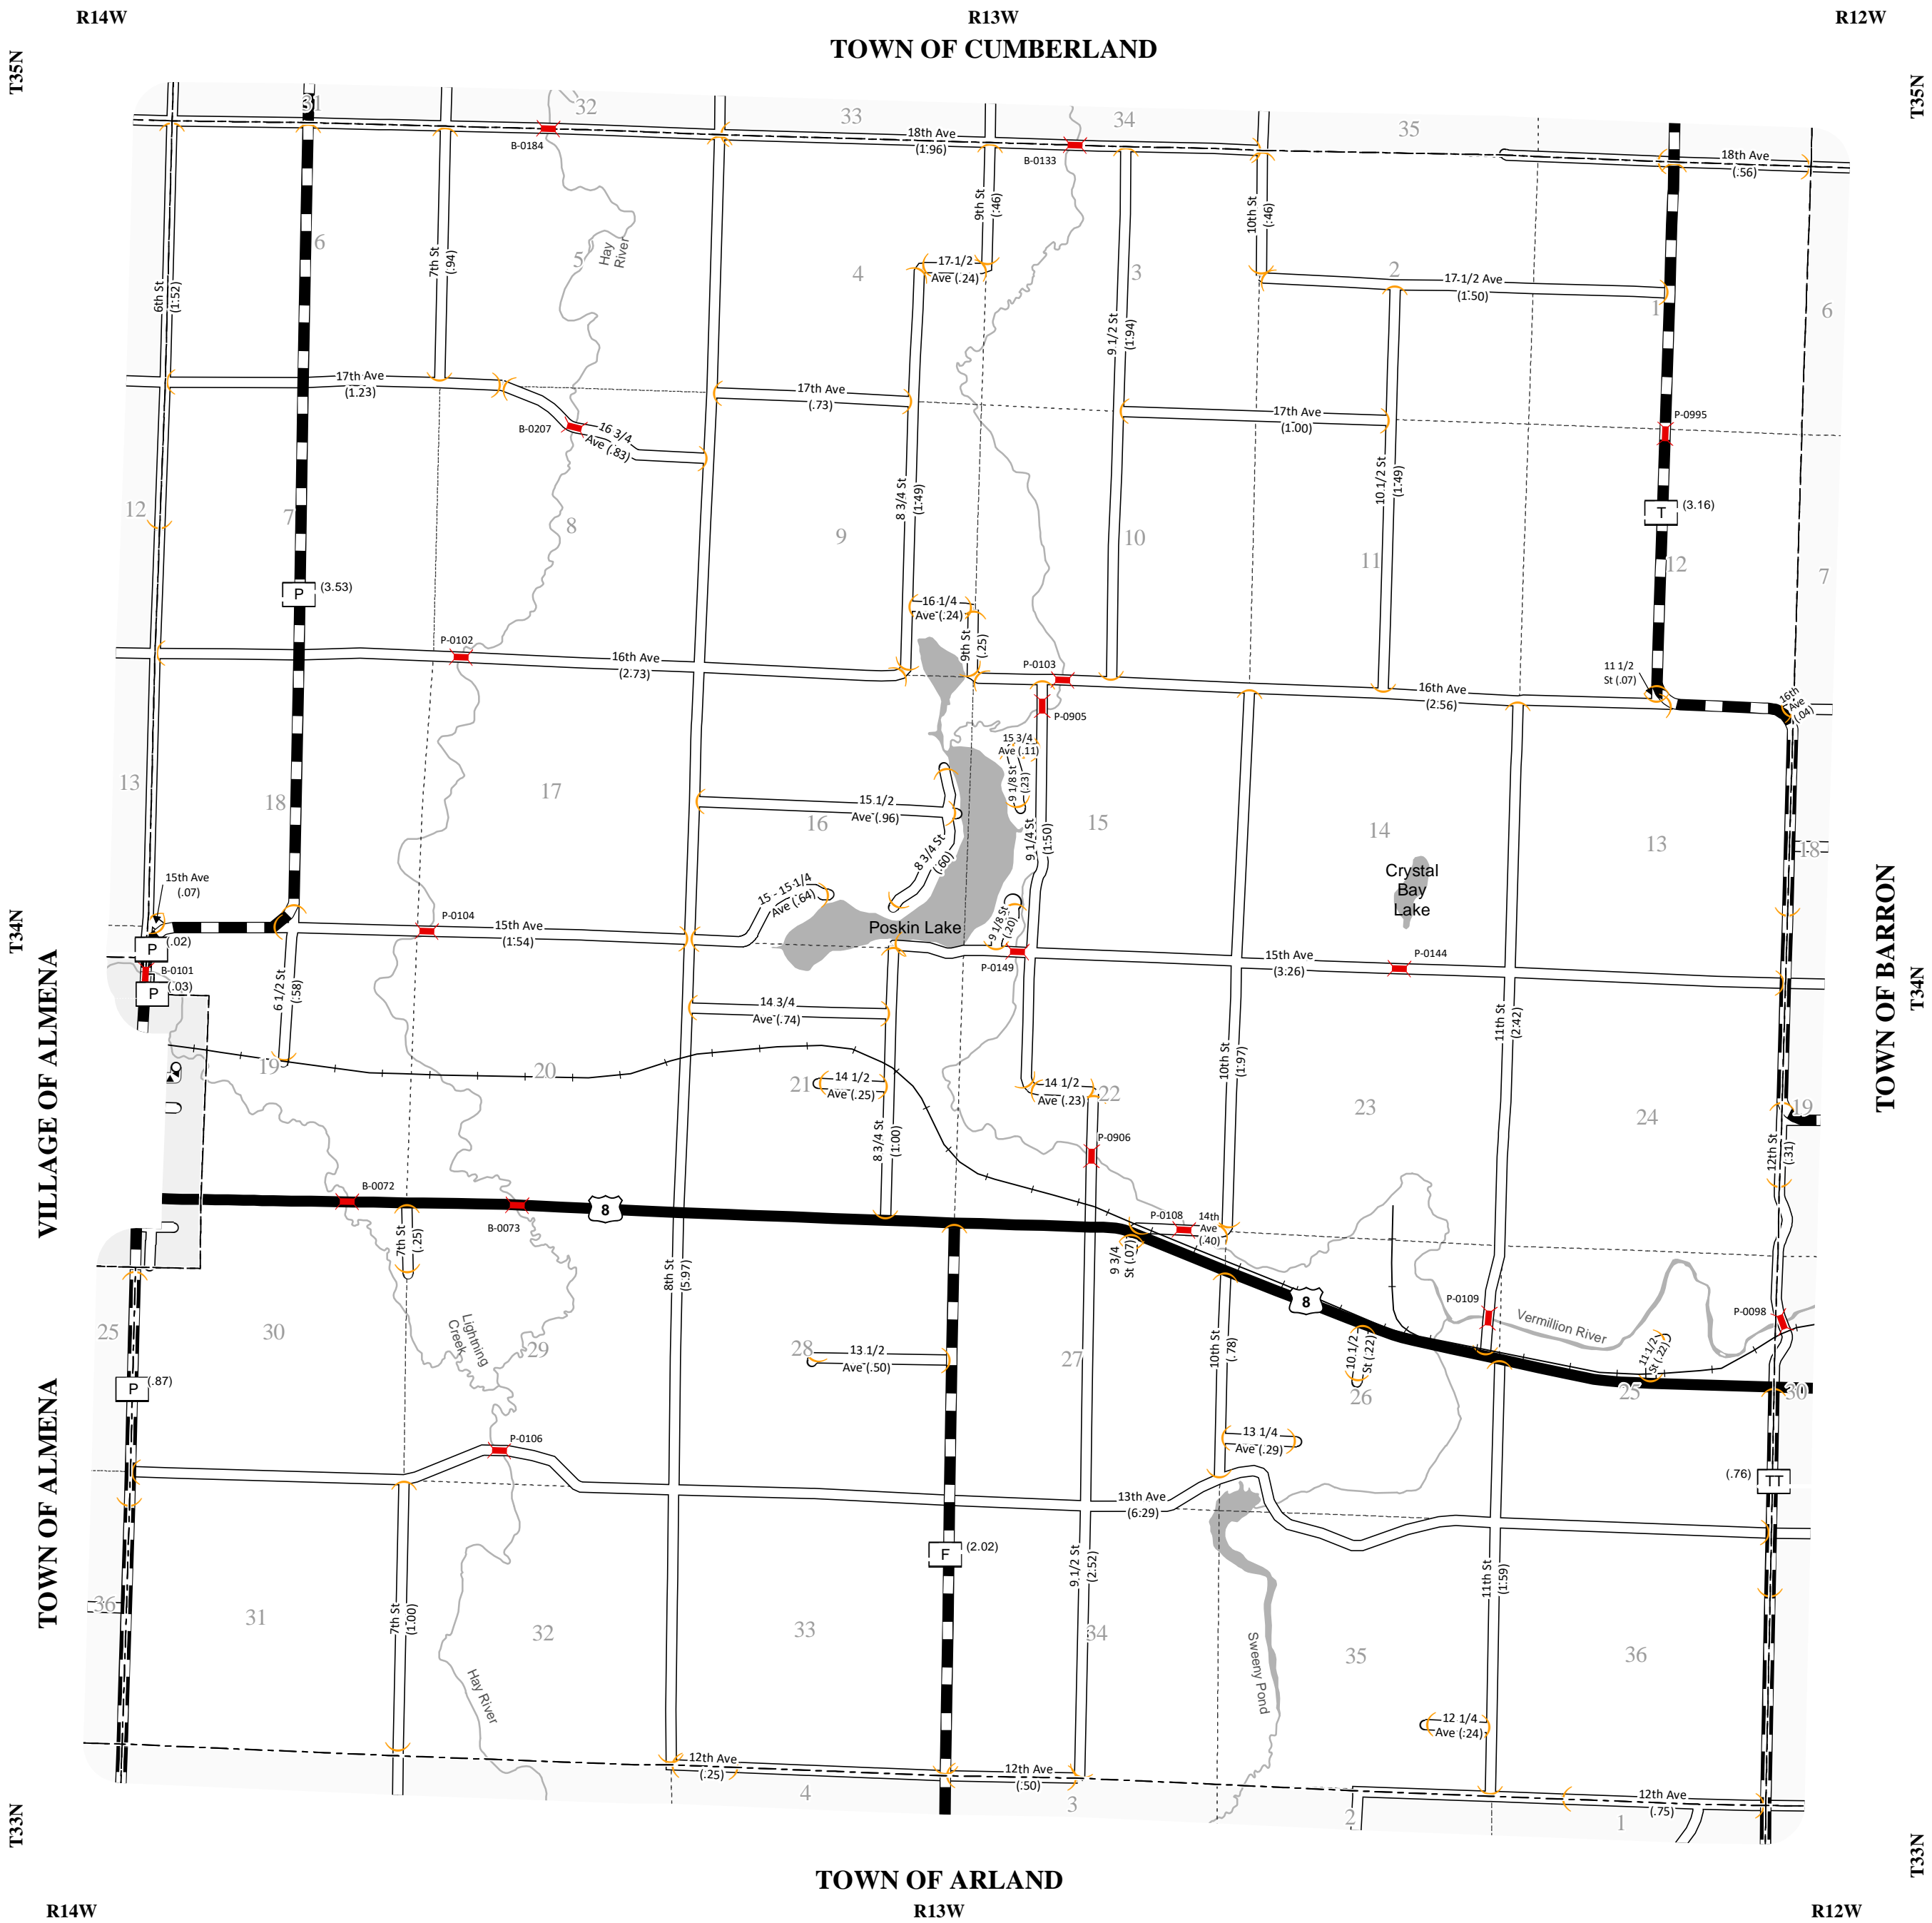 R14W
R13W
R12W
TOWN OF CUMBERLAND
T35N
T35N
31
32
33
34
35
18th Ave
(1.96)
B-0184
B-0133
18th Ave
(.56)
6th St
(1.52)
6
7th St
(.94)
5
Hay
River
4
9th St
(.46)
17 1/2
Ave (.24)
3
9 1/2 St
(1.94)
10th St
(.46)
2
17 1/2 Ave
(1.50)
1
6
17th Ave
(1.23)
B-0207
16 3/4
Ave (.83)
17th Ave
(.73)
17th Ave
(1.00)
P-0995
12
7
8
8 3/4 St
(1.49)
9
10
10 1/2 St
(1.49)
11
T
(3.16)
12
7
P
(3.53)
16 1/4
Ave (.24)
9th St
(.25)
P-0102
16th Ave
(2.73)
P-0103
P-0905
16th Ave
(2.56)
11 1/2
St (.07)
16th
Ave
(.04)
13
18
17
15 1/2
Ave (.96)
16
8 3/4 St
(.60)
15 3/4
Ave (.11)
9 1/8 St
(.23)
9 1/4 St
(1.50)
15
14
Crystal
Bay
Lake
13
18
15th Ave
(.07)
15 - 15 1/4
Ave (.64)
Poskin Lake
9 1/8 St
(.20)
P
(.02)
B-0101
P
(.03)
P-0104
15th Ave
(1.54)
P-0149
15th Ave
(3.26)
P-0144
T34N
T34N
VILLAGE OF ALMENA
TOWN OF BARRON
6 1/2 St
(.58)
14 3/4
Ave (.74)
11th St
(2.42)
19
20
21
14 1/2
Ave (.25)
14 1/2
Ave (.23)
22
10th St
(1.97)
23
24
19
8 3/4 St
(1.00)
P-0906
12th St
(.31)
B-0072
B-0073
8
7th St
(.25)
P-0108
14th
Ave
(.40)
9 3/4
St (.07)
8th St
(5.97)
8
P-0109
Vermillion River
P-0098
25
30
Lightning
Creek
29
28
13 1/2
Ave (.50)
27
10th St
(.78)
10 1/2
St (.22)
26
11 1/2
St (.22)
25
30
P
(.87)
TOWN OF ALMENA
P-0106
13 1/4
Ave (.29)
(.76)
TT
13th Ave
(6.29)
F
(2.02)
9 1/2 St
(2.52)
11th St
(1.59)
36
31
7th St
(1.00)
32
33
34
Sweeny Pond
35
36
Hay River
12 1/4
Ave (.24)
12th Ave
(.25)
12th Ave
(.50)
12th Ave
(.75)
4
3
2
1
T33N
T33N
TOWN OF ARLAND
R14W
R13W
R12W